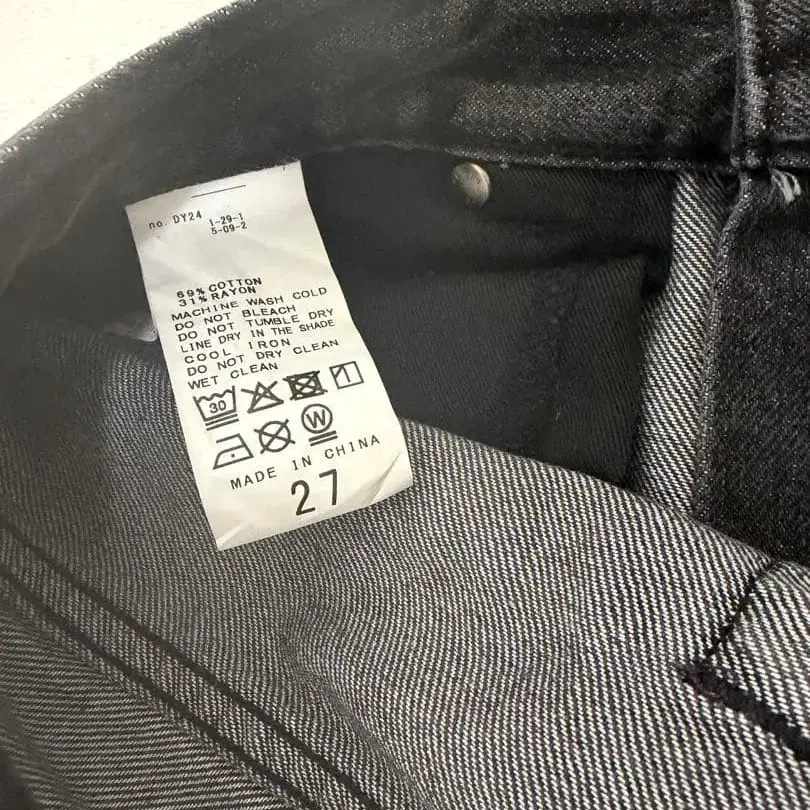 no. DY24 1-29-1
5-09-2
69% COTTON
31% RAYON
MACHINE WASH COLD
DO NOT BLEACH
DO NOT TUMBLE DRY
LINE DRY IN THE SHADE
COOL IRON
DO NOT DRY CLEAN
WET CLEAN
30
W
MADE IN CHINA
27